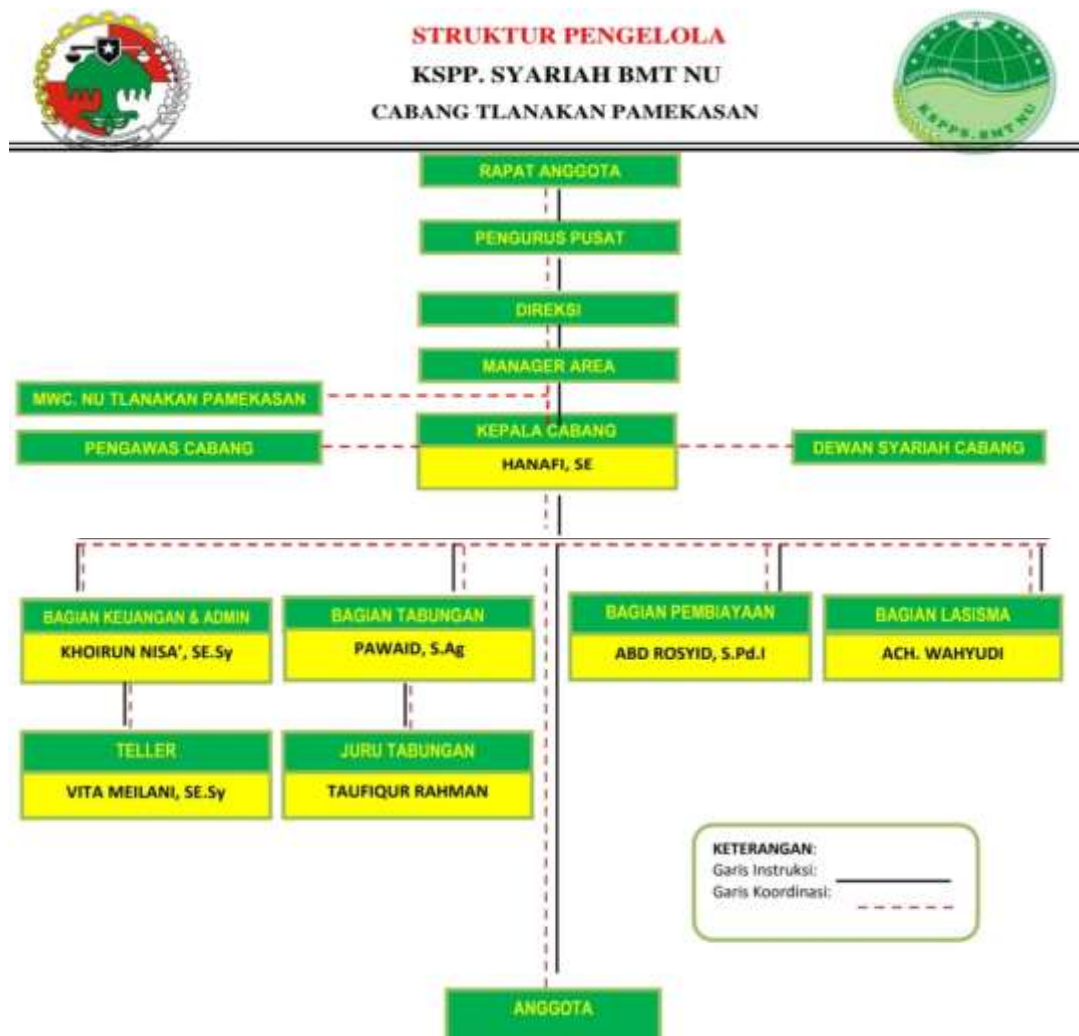 STRUKTUR PENGELOLA
KSPP. SYARIAH BMT NU
CABANG TLANAKAN PAMEKASAN
KSPPS. BMT NU
RAPAT ANGGOTA
PENGURUS PUSAT
DIREKSI
MANAGER AREA
MWC. NU TLANAKAN PAMEKASAN
KEPALA CABANG
HANAFI, SE
PENGAWAS CABANG
DEWAN SYARIAH CABANG
BAGIAN KEUANGAN & ADMIN
KHOIRUN NISA’, SE.Sy
BAGIAN TABUNGAN
PAWAID, S.Ag
BAGIAN PEMBIAYAAN
ABD ROSYID, S.Pd.I
BAGIAN LASISMA
ACH. WAHYUDI
TELLER
VITA MEILANI, SE.Sy
JURU TABUNGAN
TAUFIQUR RAHMAN
KETERANGAN:
Garis Instruksi:
Garis Koordinasi:
ANGGOTA